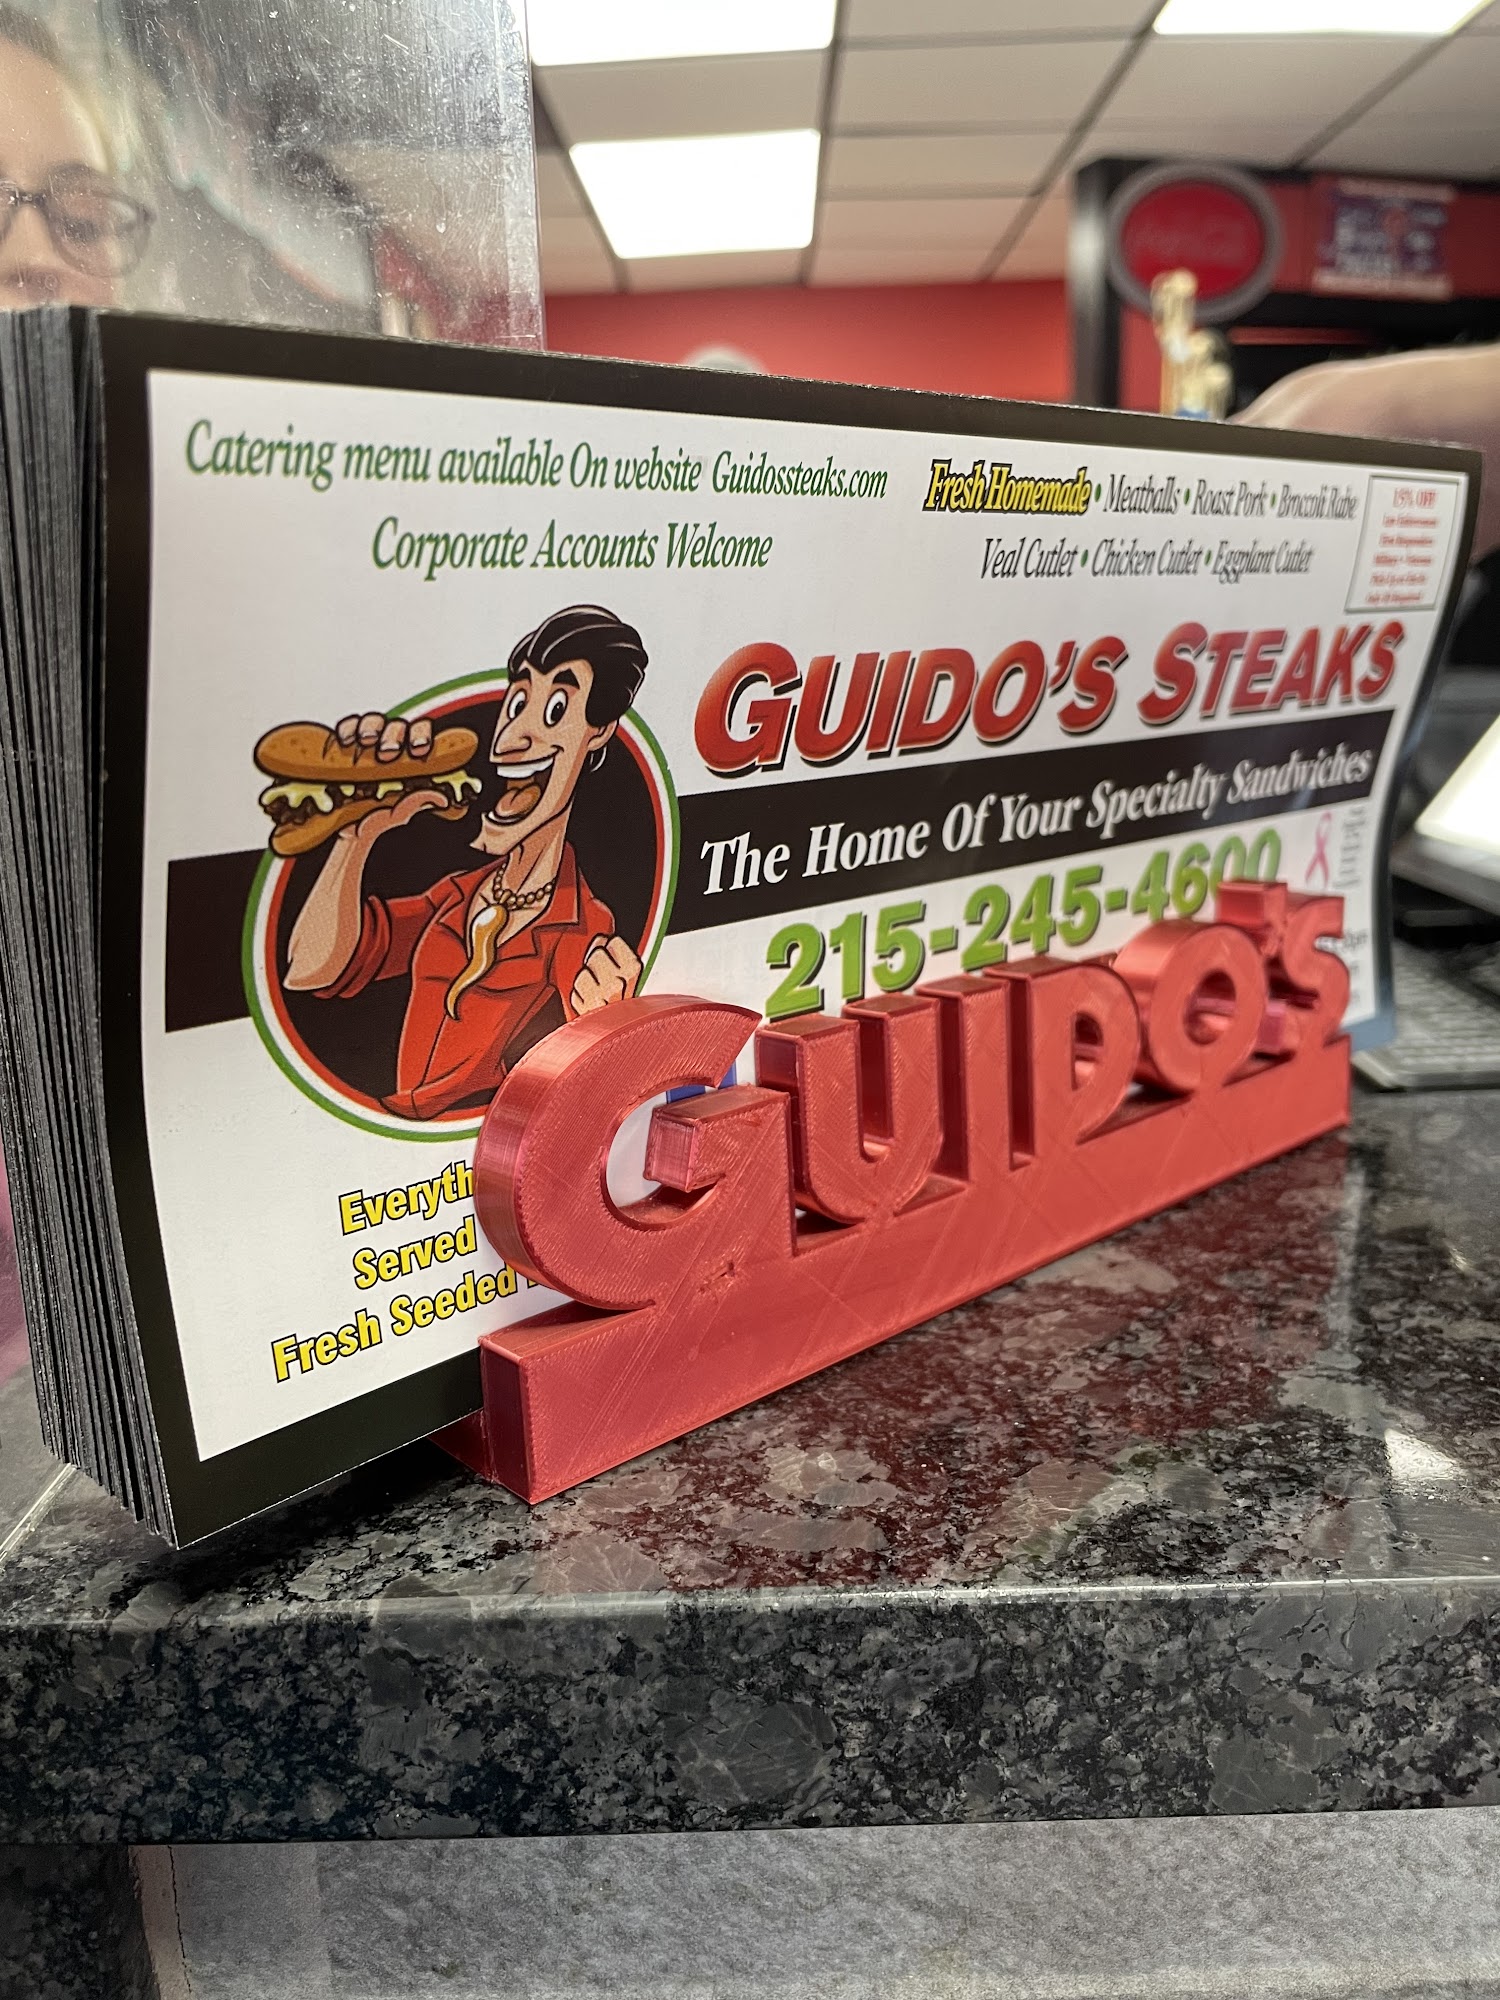 Catering menu available On website Guidossteaks.com
Corporate Accounts Welcome
Fresh Homemade • Meatballs • Roast Pork • Broccoli Rabe
Veal Cutlet • Chicken Cutlet • Eggplant Cutlet
15% OFF
GUIDO'S STEAKS
The Home Of Your Specialty Sandwiches
215-245-4600
Served
Fresh Seeded
GUIDO'S